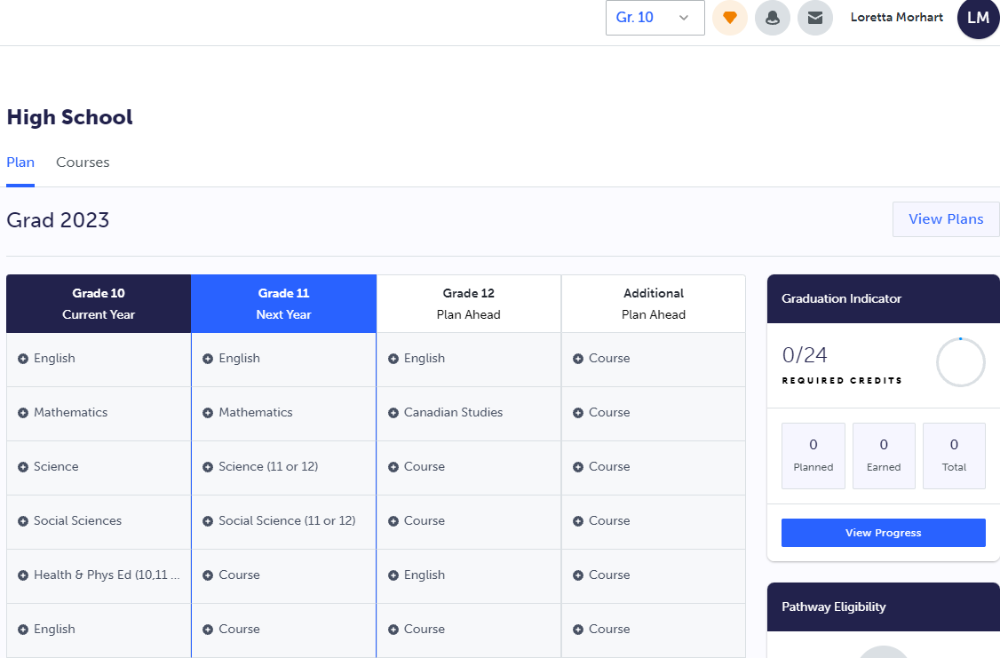 Gr. 10
Loretta Morhart
LM
High School
Plan Courses
Grad 2023
View Plans
Grade 10 Grade 11 Grade 12 Additional
Current Year Next Year Plan Ahead Plan Ahead
English English English Course
Mathematics Mathematics Canadian Studies Course
Science Science (11 or 12) Course Course
Social Sciences Social Science (11 or 12) Course Course
Health & Phys Ed (10,11 ... Course English Course
English Course Course Course
Graduation Indicator
0/24
REQUIRED CREDITS
0 0 0
Planned Earned Total
View Progress
Pathway Eligibility